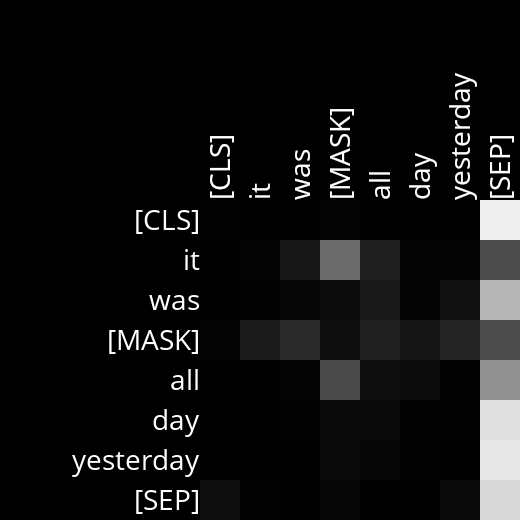 [CLS] it was [MASK] all day yesterday [SEP]
[CLS]
it
was
[MASK]
all
day
yesterday
[SEP]